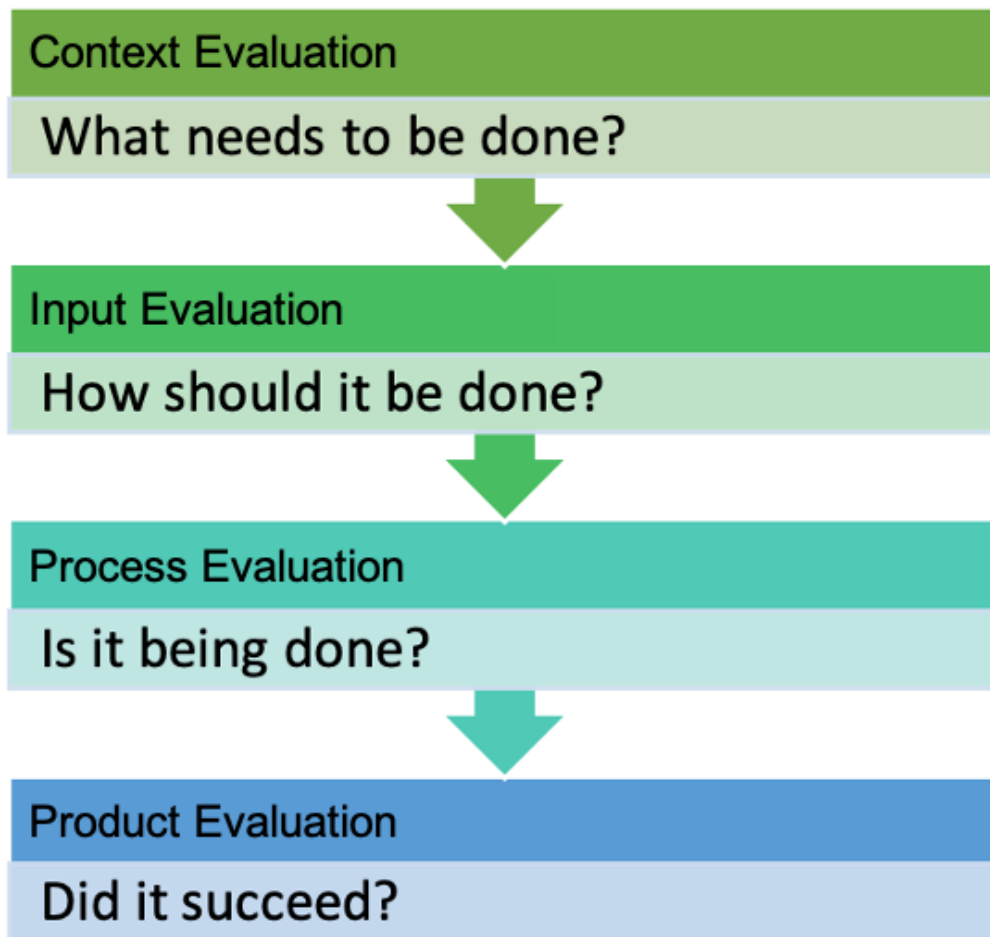 Context Evaluation
What needs to be done?
Input Evaluation
How should it be done?
Process Evaluation
Is it being done?
Product Evaluation
Did it succeed?